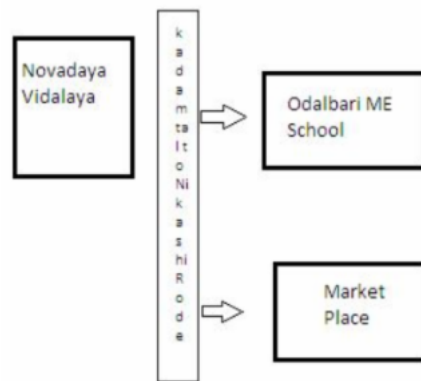 Novadaya
Vidalaya
k
a
d
a
m
ta
l t
o
Ni
k
a
s
hi
R
o
d
e
Odalbari ME
School
Market
Place